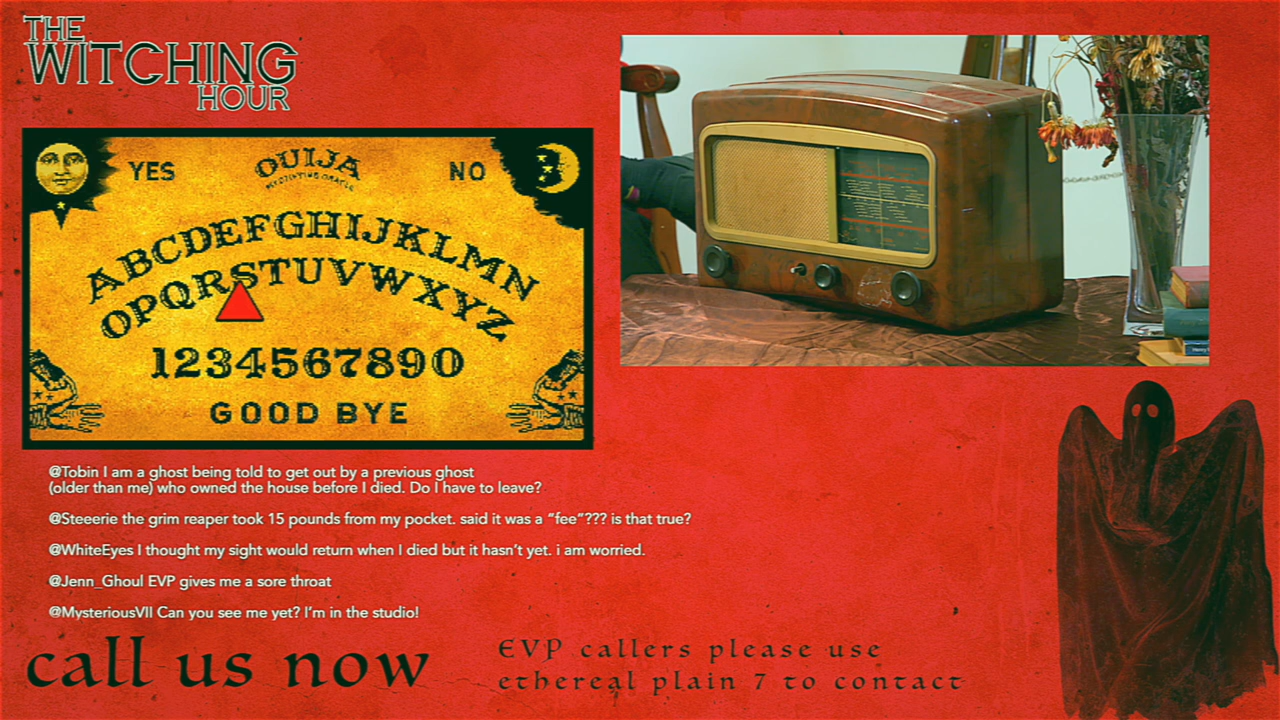 THE
WITCHING
HOUR
YES
OUIJA
NO
ABCDEFGHIJKLMN
OPQRSTUVWXYZ
1234567890
GOOD BYE
@Tobin I am a ghost being told to get out by a previous ghost
(older than me) who owned the house before I died. Do I have to leave?
@Steeerie the grim reaper took 15 pounds from my pocket. said it was a "fee"??? is that true?
@WhiteEyes I thought my sight would return when I died but it hasn't yet. i am worried.
@Jenn_Ghoul EVP gives me a sore throat
@MysteriousVII Can you see me yet? I'm in the studio!
call us now
EVP callers please use
ethereal plain 7 to contact